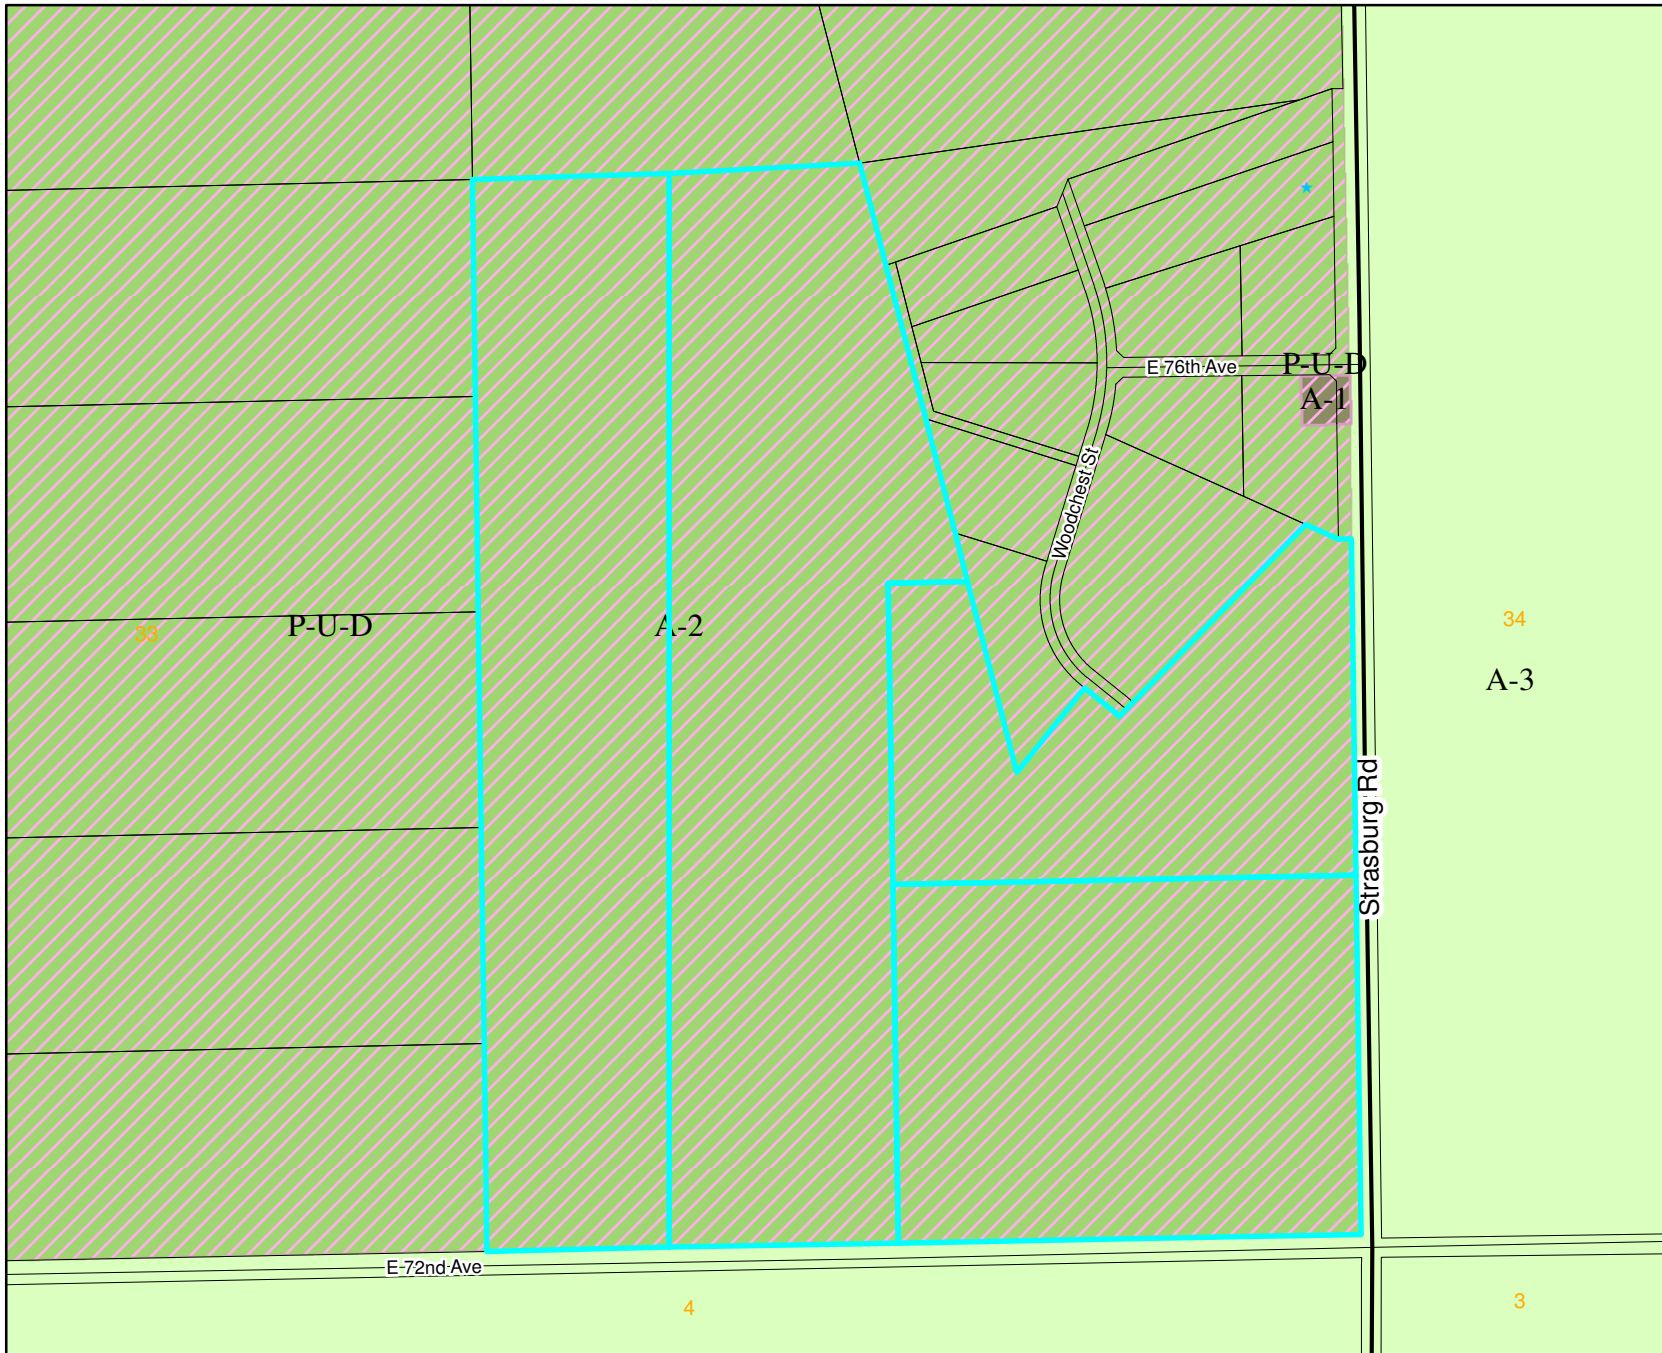 E 76th Ave
P-U-D
A-1
Woodchest St
33
P-U-D
A-2
34
A-3
Strasburg Rd
E 72nd Ave
4
3